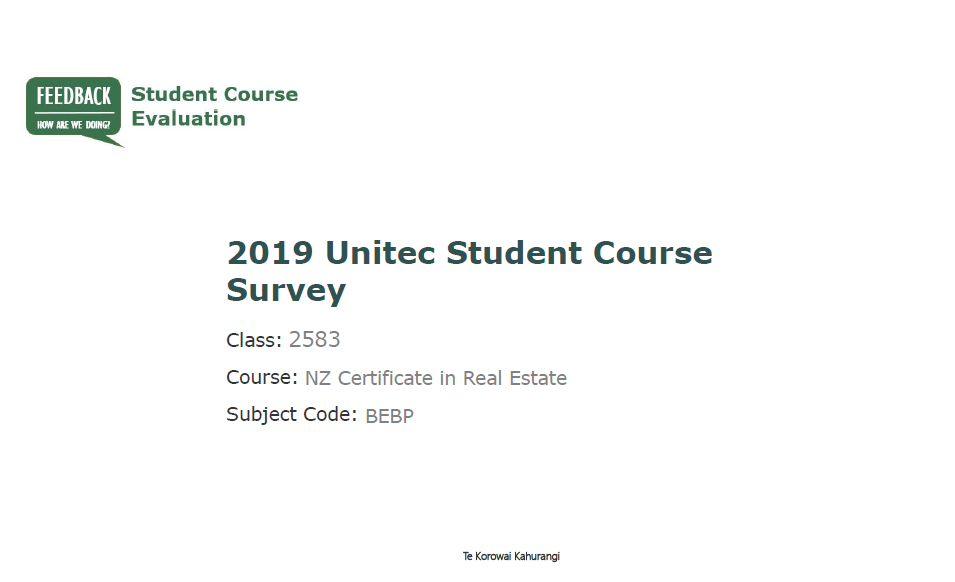 FEEDBACK
HOW ARE WE DOING?
Student Course
Evaluation
2019 Unitec Student Course
Survey
Class: 2583
Course: NZ Certificate in Real Estate
Subject Code: BEBP
Te Korowai Kahurangi